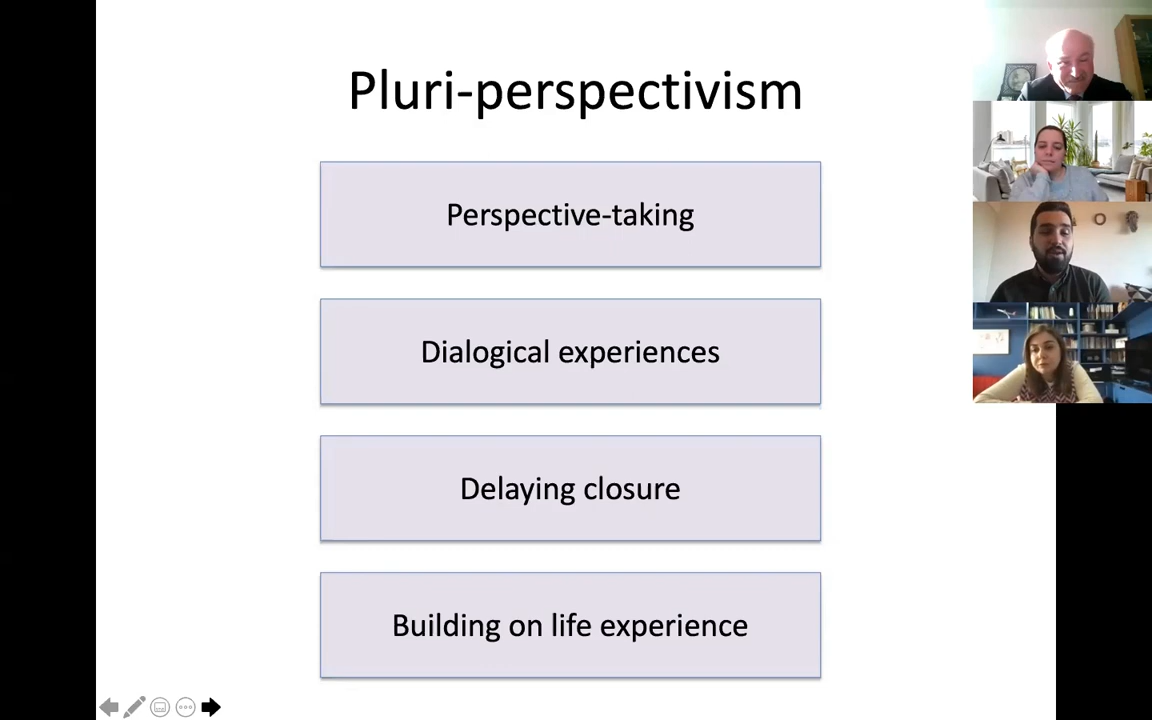 Pluri-perspectivism
Perspective-taking
Dialogical experiences
Delaying closure
Building on life experience